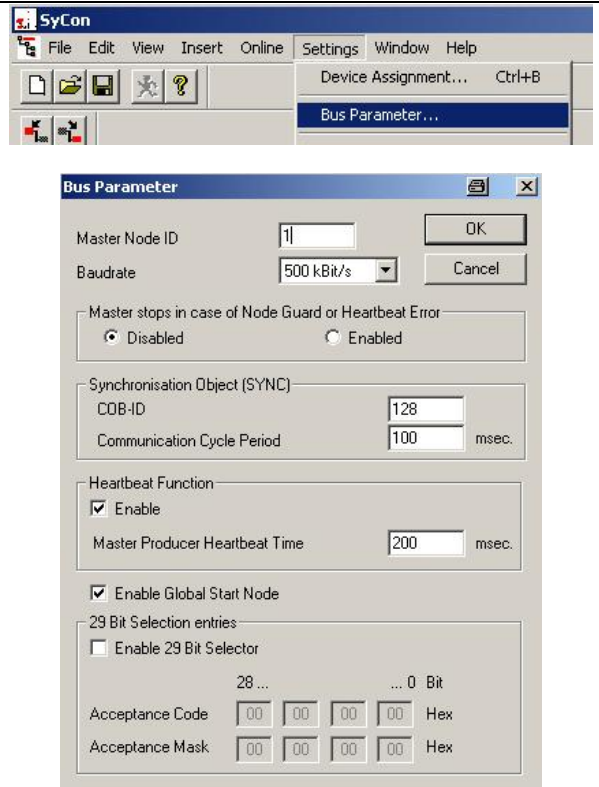 SyCon
File Edit View Insert Online Settings Window Help
Device Assignment... Ctrl+B
Bus Parameter...
Bus Parameter
Master Node ID 1 OK
Baudrate 500 kBit/s Cancel
Master stops in case of Node Guard or Heartbeat Error
Disabled Enabled
Synchronisation Object (SYNC)
COB-ID 128
Communication Cycle Period 100 msec.
Heartbeat Function
Enable
Master Producer Heartbeat Time 200 msec.
Enable Global Start Node
29 Bit Selection entries
Enable 29 Bit Selector
28 ... ... 0 Bit
Acceptance Code 00 00 00 00 Hex
Acceptance Mask 00 00 00 00 Hex